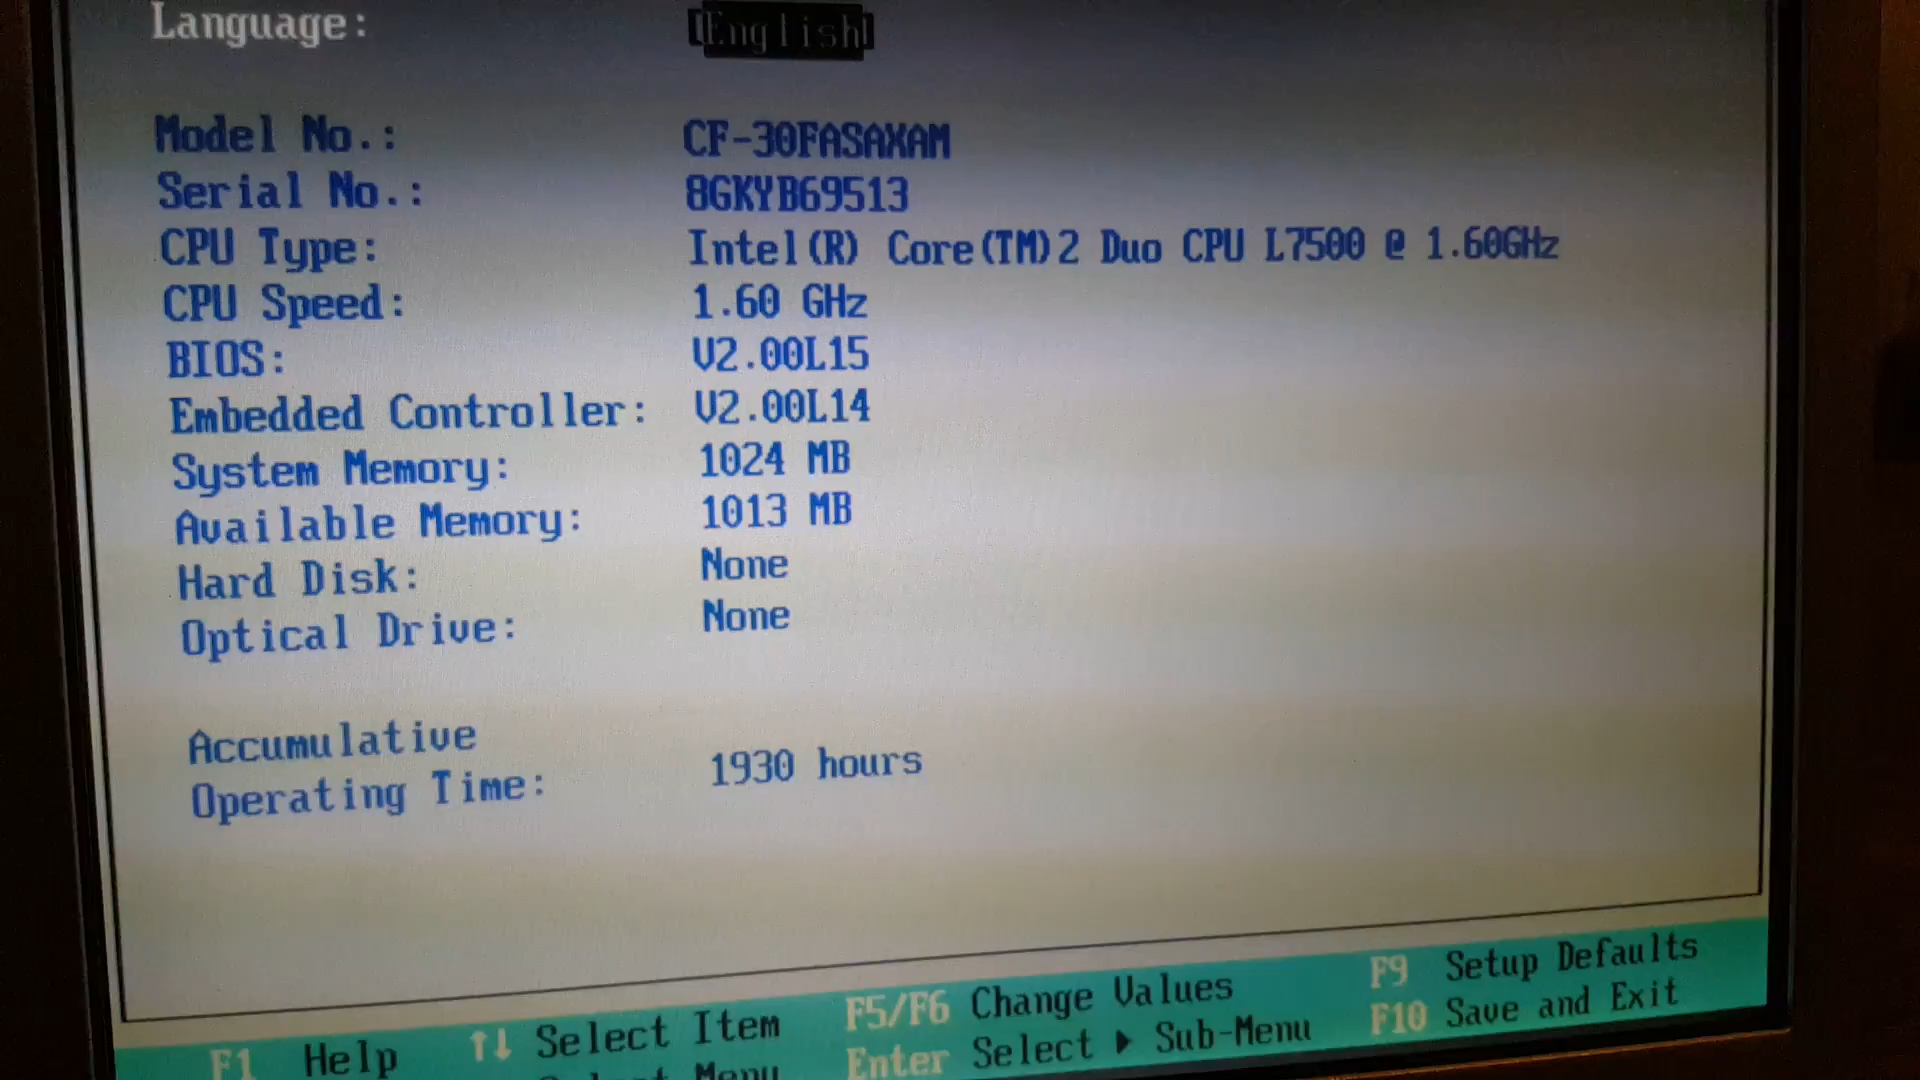 Language: [English]
Model No.: CF-30FASAXAM
Serial No.: 8GKYB69513
CPU Type: Intel(R) Core(TM)2 Duo CPU L7500 @ 1.60GHz
CPU Speed: 1.60 GHz
BIOS: V2.00L15
Embedded Controller: V2.00L14
System Memory: 1024 MB
Available Memory: 1013 MB
Hard Disk: None
Optical Drive: None
Accumulative
Operating Time: 1930 hours
F1 Help ↑↓ Select Item F5/F6 Change Values F9 Setup Defaults
Select Menu Enter Select ▶ Sub-Menu F10 Save and Exit